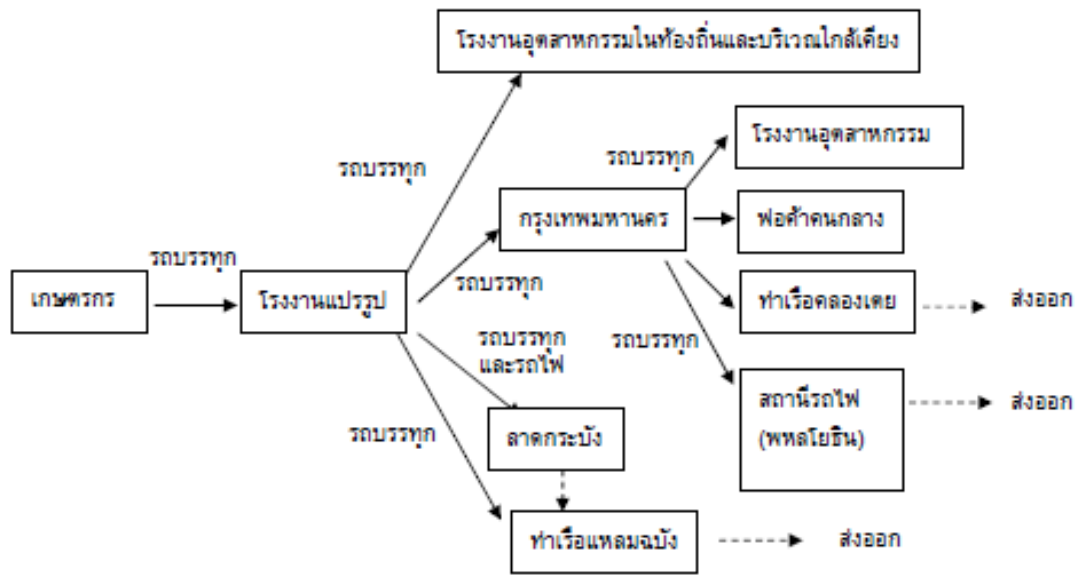 โรงงานอุตสาหกรรมในท้องถิ่นและบริเวณใกล้เคียง
โรงงานอุตสาหกรรม
รถบรรทุก
รถบรรทุก
กรุงเทพมหานคร
พ่อค้าคนกลาง
รถบรรทุก
รถบรรทุก
เกษตรกร
โรงงานแปรรูป
ท่าเรือคลองเตย
ส่งออก
รถบรรทุก
และรถไฟ
รถบรรทุก
สถานีรถไฟ
(พหลโยธิน)
ส่งออก
รถบรรทุก
ลาดกระบัง
ท่าเรือแหลมฉบัง
ส่งออก